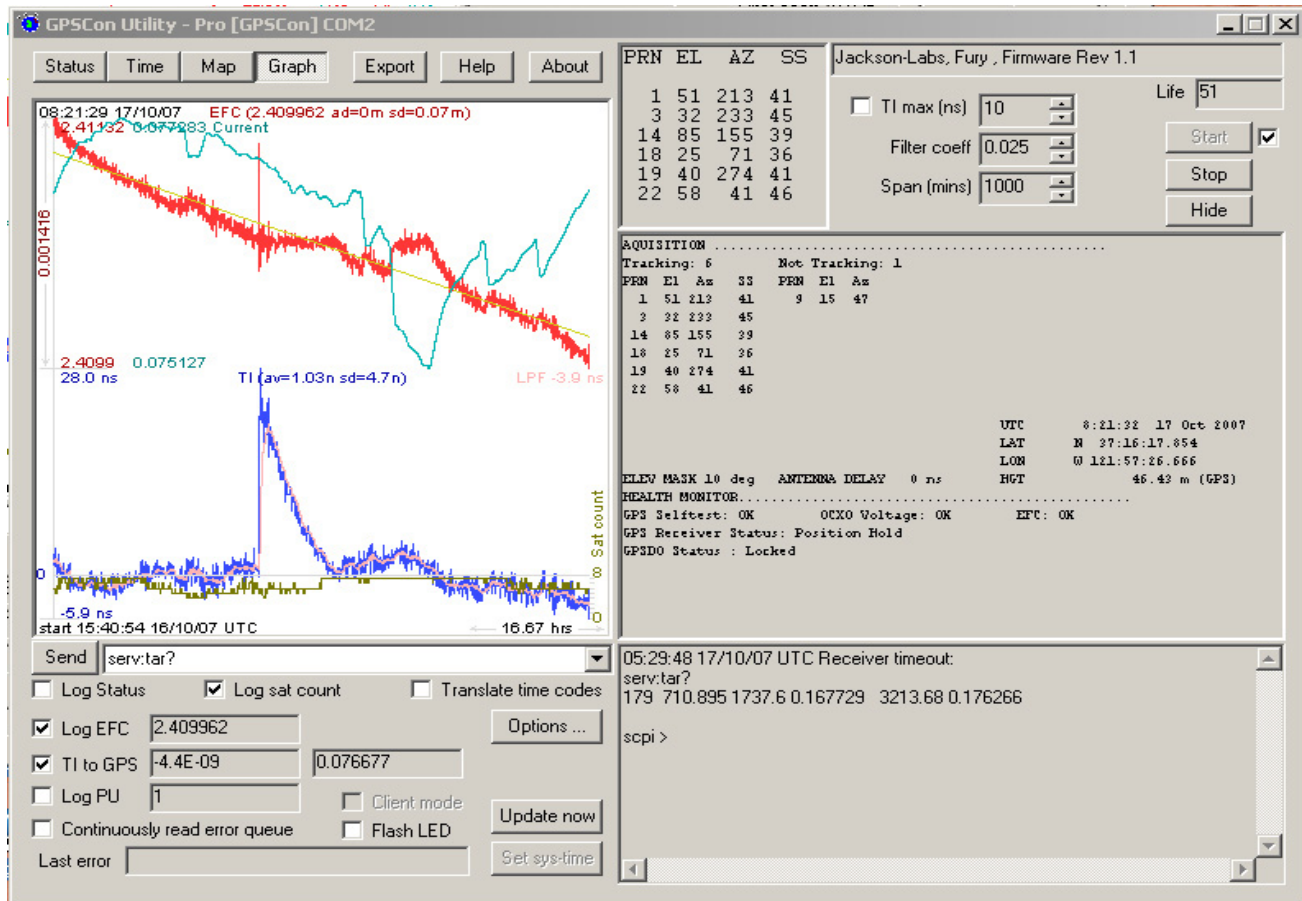 GPSCon Utility - Pro [GPSCon] COM2
Status Time Map Graph Export Help About
08:21:29 17/10/07 EFC (2.409962 ad=0m sd=0.07m)
2.41132 0.077283 Current
0.001416
2.4099 0.075127
28.0 ns TI (av=1.03n sd=4.7n) LPF -3.9 ns
Sat count
0 8
-5.9 ns 0
start 15:40:54 16/10/07 UTC 16.67 hrs
PRN EL AZ SS
1 51 213 41
3 32 233 45
14 85 155 39
18 25 71 36
19 40 274 41
22 58 41 46
Jackson-Labs, Fury , Firmware Rev 1.1
TI max (ns) 10
Filter coeff 0.025
Span (mins) 1000
Life 51
Start
Stop
Hide
AQUISITION ................................................................
Tracking: 6 Not Tracking: 1
PRN El Az SS PRN El Az
1 51 213 41 9 15 47
3 32 233 45
14 85 155 39
18 25 71 36
19 40 274 41
22 58 41 46
UTC 8:21:32 17 Oct 2007
LAT N 37:16:17.854
LON W 121:57:26.666
ELEV MASK 10 deg ANTENNA DELAY 0 ns HGT 46.43 m (GPS)
HEALTH MONITOR................................................................
GPS Selftest: OK OCXO Voltage: OK EFC: OK
GPS Receiver Status: Position Hold
GPSDO Status : Locked
Send serv:tar?
Log Status Log sat count Translate time codes
Log EFC 2.409962 Options ...
TI to GPS -4.4E-09 0.076677
Log PU 1 Client mode Update now
Continuously read error queue Flash LED
Last error Set sys-time
05:29:48 17/10/07 UTC Receiver timeout:
serv:tar?
179 710.895 1737.6 0.167729 3213.68 0.176266
scpi >